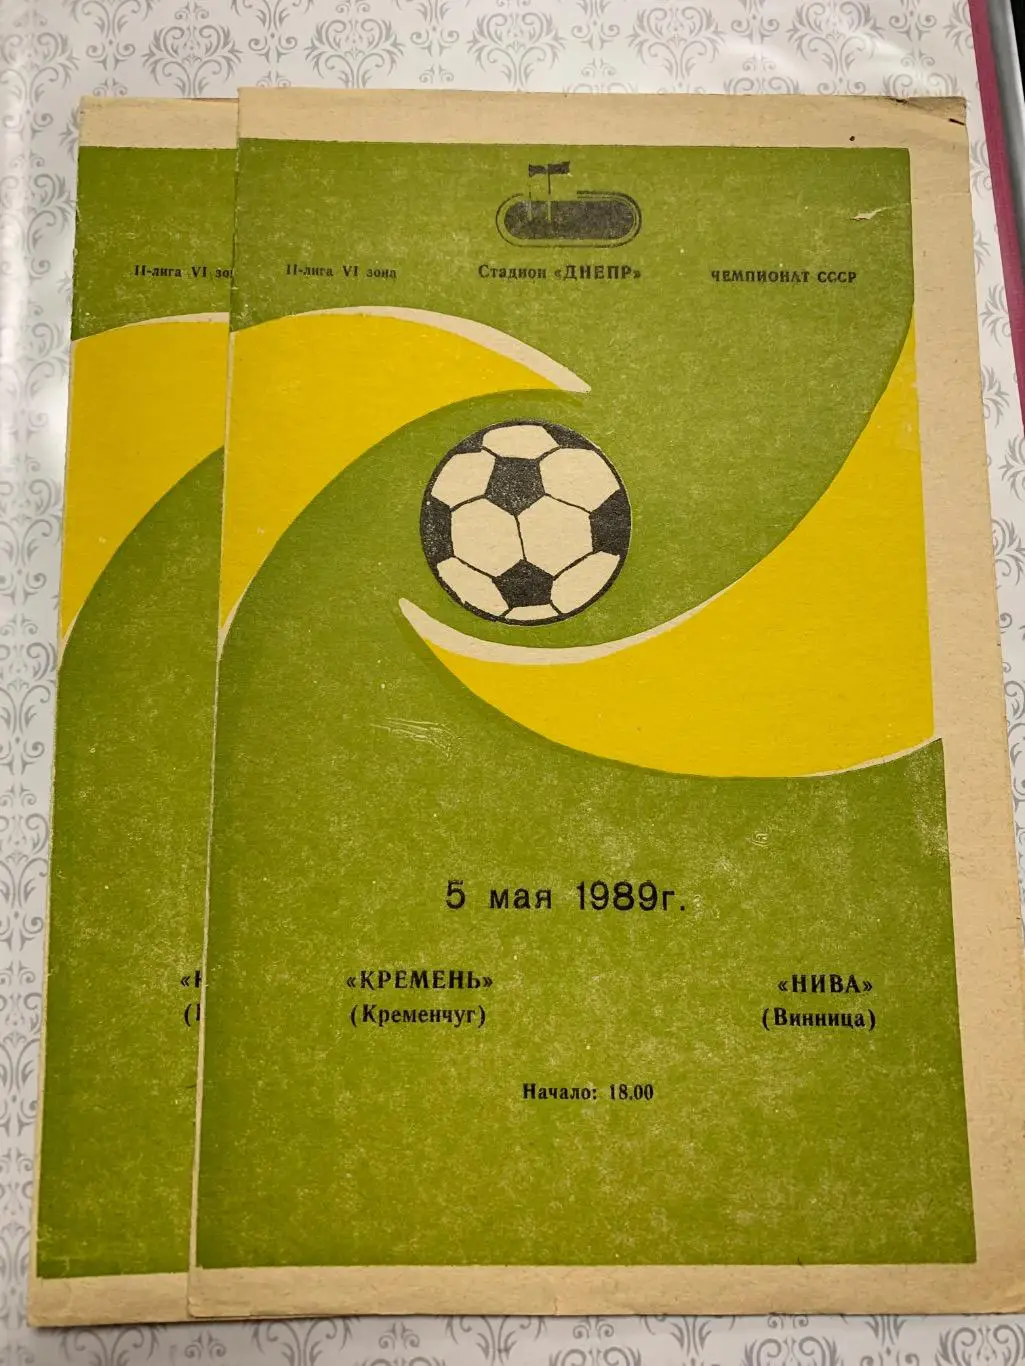 II-лига VI зо
II-лига VI зона
Стадион «ДНЕПР»
ЧЕМПИОНАТ СССР
5 мая 1989г.
«КРЕМЕНЬ»
(Кременчуг)
«НИВА»
(Винница)
Начало: 18.00